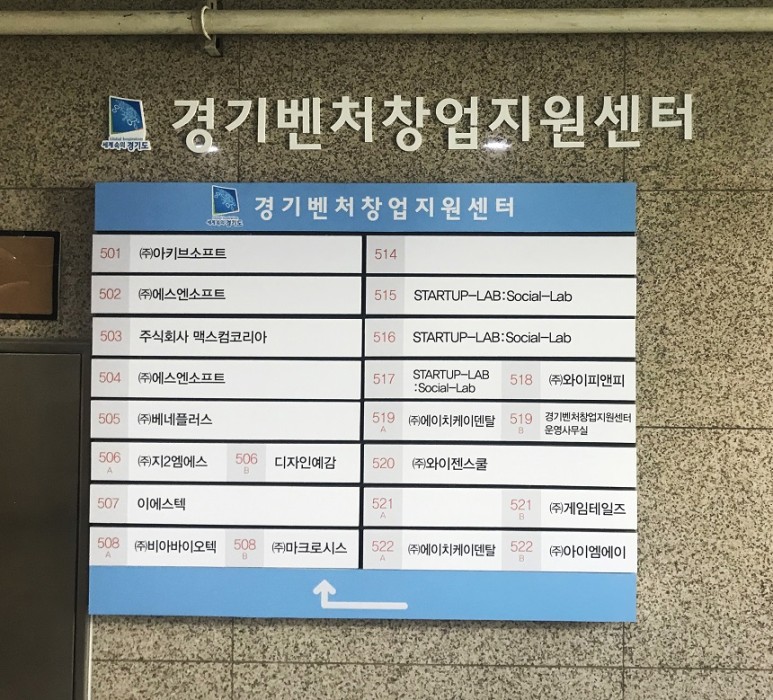 경기벤처창업지원센터
세계속의 경기도
경기벤처창업지원센터
501 ㈜아키브소프트
502 ㈜에스엔소프트
503 주식회사 맥스컴코리아
504 ㈜에스엔소프트
505 ㈜베네플러스
506 A ㈜지2엠에스 506 B 디자인예감
507 이에스텍
508 A ㈜비아바이오텍 508 B ㈜마크로시스
514
515 STARTUP-LAB:Social-Lab
516 STARTUP-LAB:Social-Lab
517 STARTUP-LAB
:Social-Lab
518 ㈜와이피앤피
519 A ㈜에이치케이덴탈 519 B 경기벤처창업지원센터
운영사무실
520 ㈜와이젠스쿨
521 A 521 B ㈜게임테일즈
522 A ㈜에이치케이덴탈 522 B ㈜아이엠에이